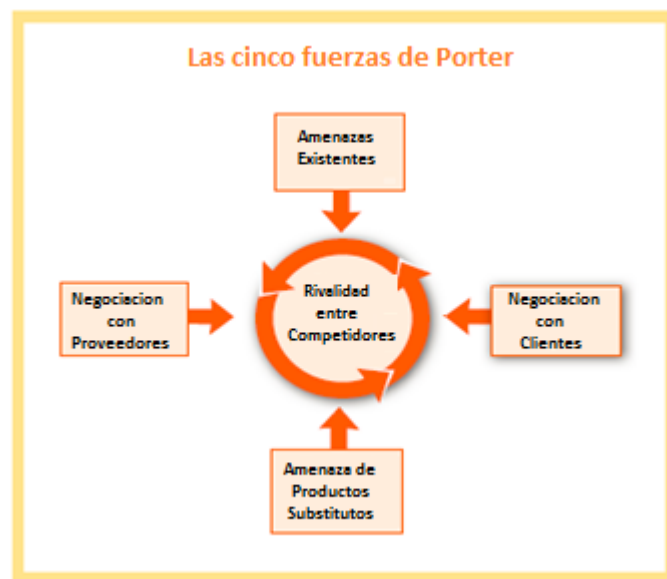 Las cinco fuerzas de Porter
Amenazas
Existentes
Negociacion
con
Proveedores
Rivalidad
entre
Competidores
Negociacion
con
Clientes
Amenaza de
Productos
Substitutos